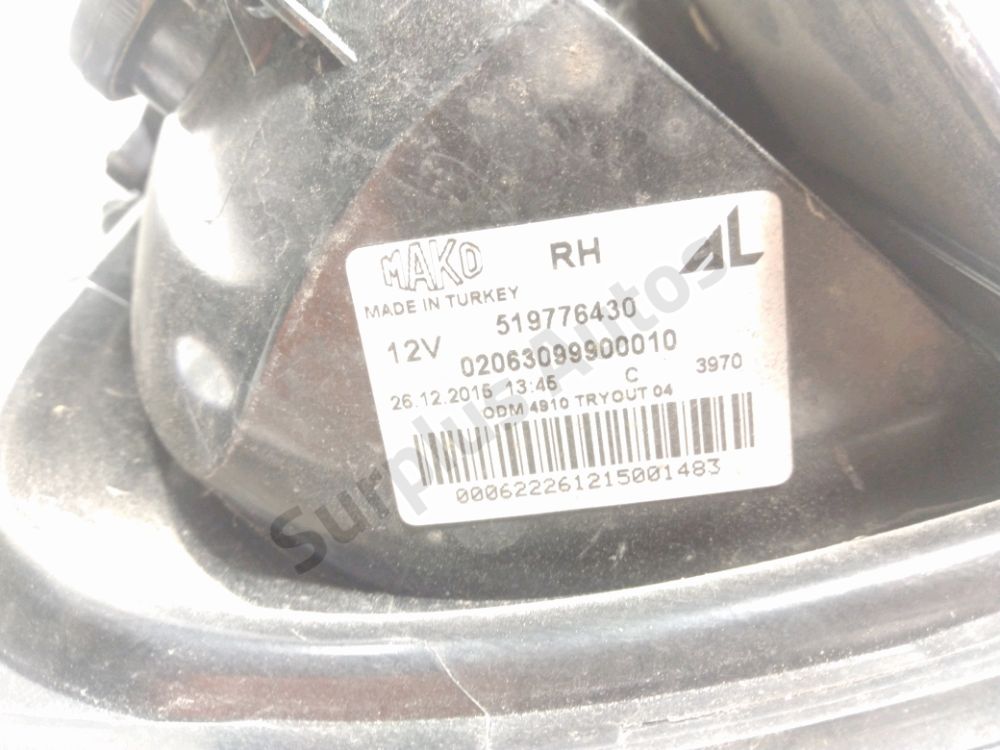 MAKO RH AL
MADE IN TURKEY
519776430
12V 02063099900010
26.12.2015 13:45 C 3970
ODM 4910 TRYOUT 04
000622261215001483
Surplus Autos